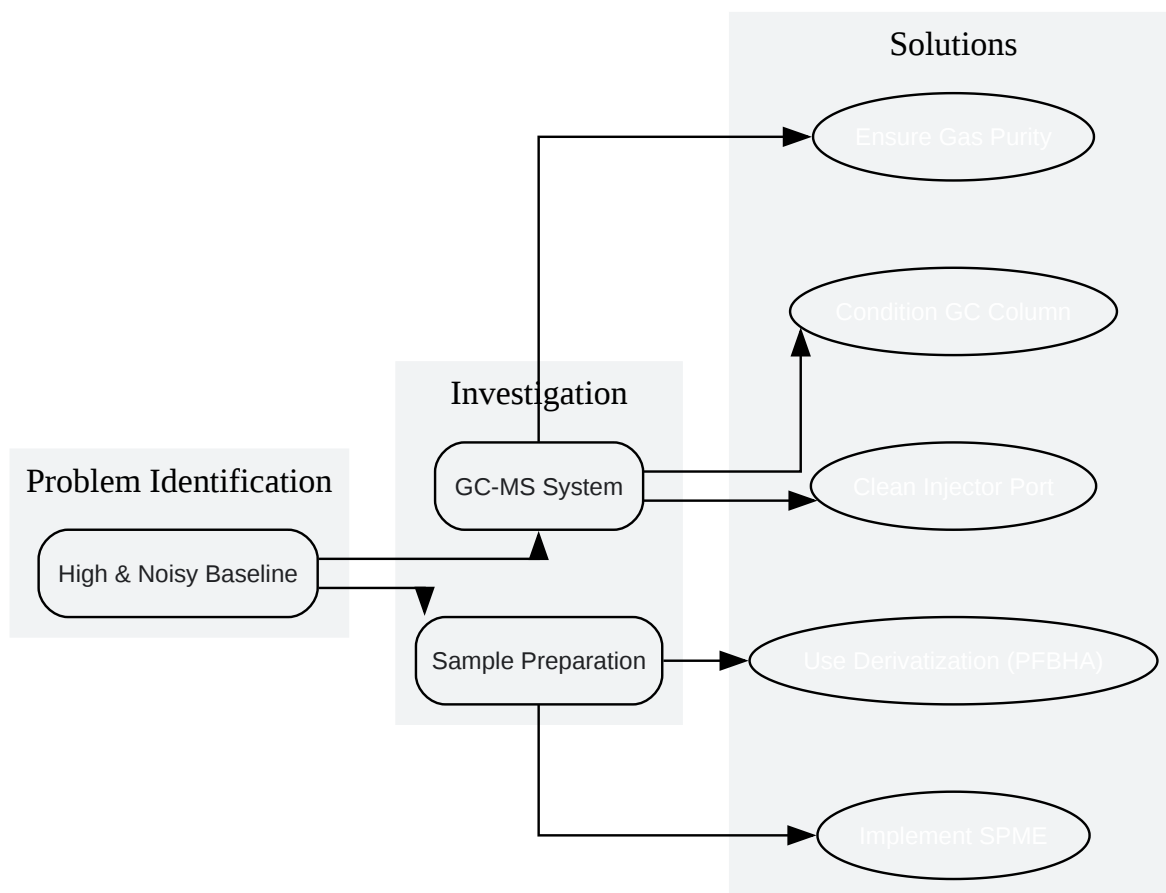 Solutions
Ensure Gas Purity
Condition GC Column
Investigation
GC-MS System
Clean Injector Port
Problem Identification
High & Noisy Baseline
Sample Preparation
Use Derivatization (PFBHA)
Implement SPME